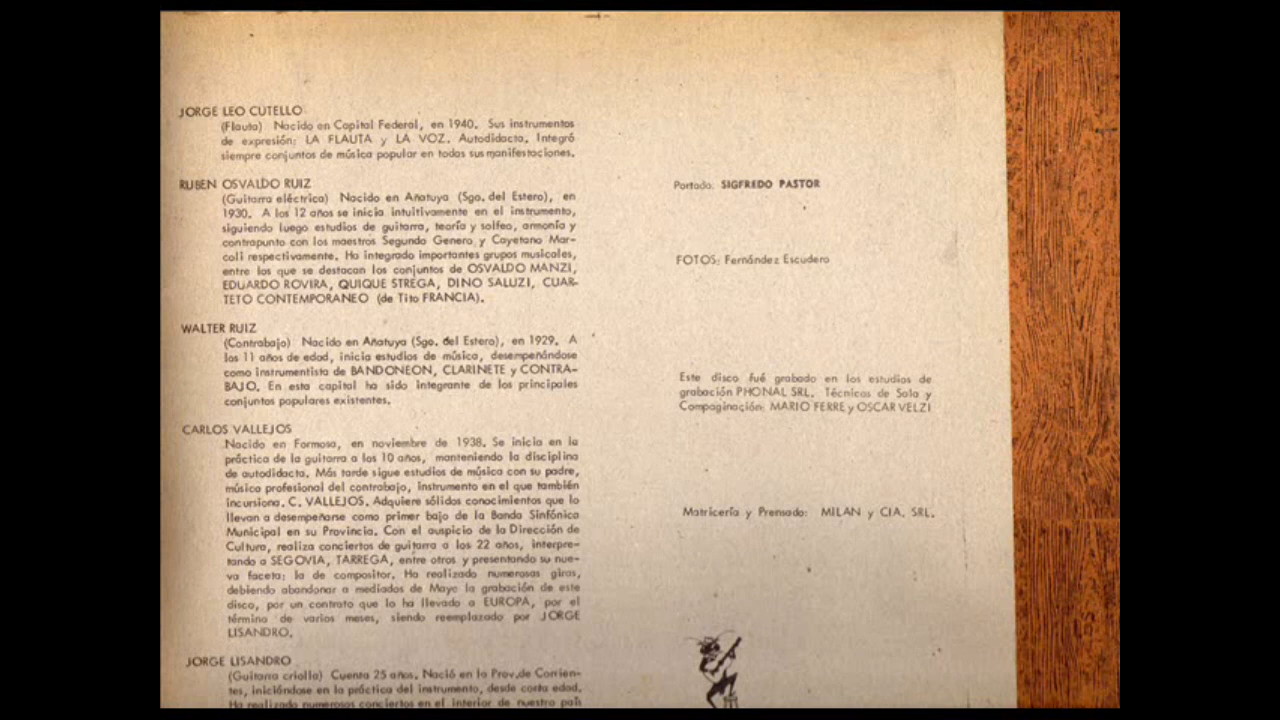 JORGE LEO CUTELLO
(Flauta) Nacido en Capital Federal, en 1940. Sus instrumentos
de expresión: LA FLAUTA y LA VOZ. Autodidacta. Integró
siempre conjuntos de música popular en todas sus manifestaciones.
RUBEN OSVALDO RUIZ
(Guitarra eléctrica) Nacido en Añatuya (Sgo. del Estero), en
1930. A los 12 años se inicia intuitivamente en el instrumento,
siguiendo luego estudios de guitarra, teoría y solfeo, armonía y
contrapunto con los maestros Segundo Genero y Cayetano Mar-
coli respectivamente. Ha integrado importantes grupos musicales,
entre los que se destacan los conjuntos de OSVALDO MANZI,
EDUARDO ROVIRA, QUIQUE STREGA, DINO SALUZI, CUAR-
TETO CONTEMPORANEO (de Tito FRANCIA).
WALTER RUIZ
(Contrabajo) Nacido en Añatuya (Sgo. del Estero), en 1929. A
los 11 años de edad, inicia estudios de música, desempeñándose
como instrumentista de BANDONEON, CLARINETE y CONTRA-
BAJO. En esta capital ha sido integrante de los principales
conjuntos populares existentes.
CARLOS VALLEJOS
Nacido en Formosa, en noviembre de 1938. Se inicia en la
práctica de la guitarra a los 10 años, manteniendo la disciplina
de autodidacta. Más tarde sigue estudios de música con su padre,
músico profesional del contrabajo, instrumento en el que también
incursiona. C. VALLEJOS. Adquiere sólidos conocimientos que lo
llevan a desempeñarse como primer bajo de la Banda Sinfónica
Municipal en su Provincia. Con el auspicio de la Dirección de
Cultura, realiza conciertos de guitarra a los 22 años, interpre-
tando a SEGOVIA, TARREGA, entre otros y presentando su nue-
va faceta: la de compositor. Ha realizado numerosas giras,
debiendo abandonar a mediados de Mayo la grabación de este
disco, por un contrato que lo ha llevado a EUROPA, por el
término de varios meses, siendo reemplazado por JORGE
LISANDRO.
JORGE LISANDRO
(Guitarra criolla) Cuenta 25 años. Nació en la Prov.de Corrien-
tes, iniciándose en la práctica del instrumento, desde corta edad.
Ha realizado numerosos conciertos en el interior de nuestro país
Portada: SIGFREDO PASTOR
FOTOS: Fernández Escudero
Este disco fué grabado en los estudios de
grabación PHONAL SRL. Técnicos de Sala y
Compaginación: MARIO FERRE y OSCAR VELZI
Matricería y Prensado: MILAN y CIA. SRL.